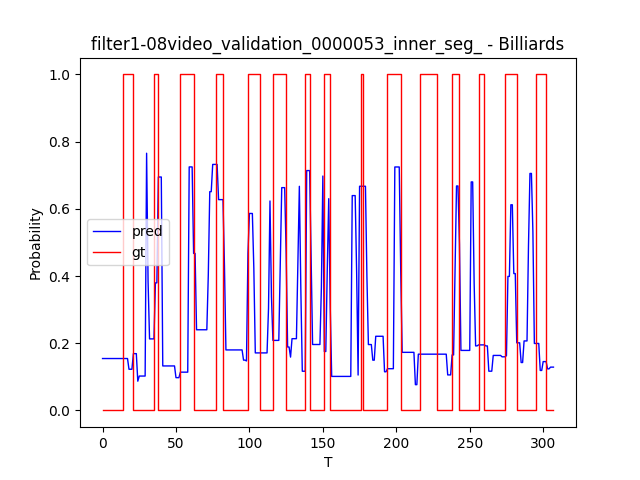 filter1-08video_validation_0000053_inner_seg_ - Billiards
1.0
0.8
0.6
0.4
0.2
0.0
Probability
pred
gt
0 50 100 150 200 250 300
T